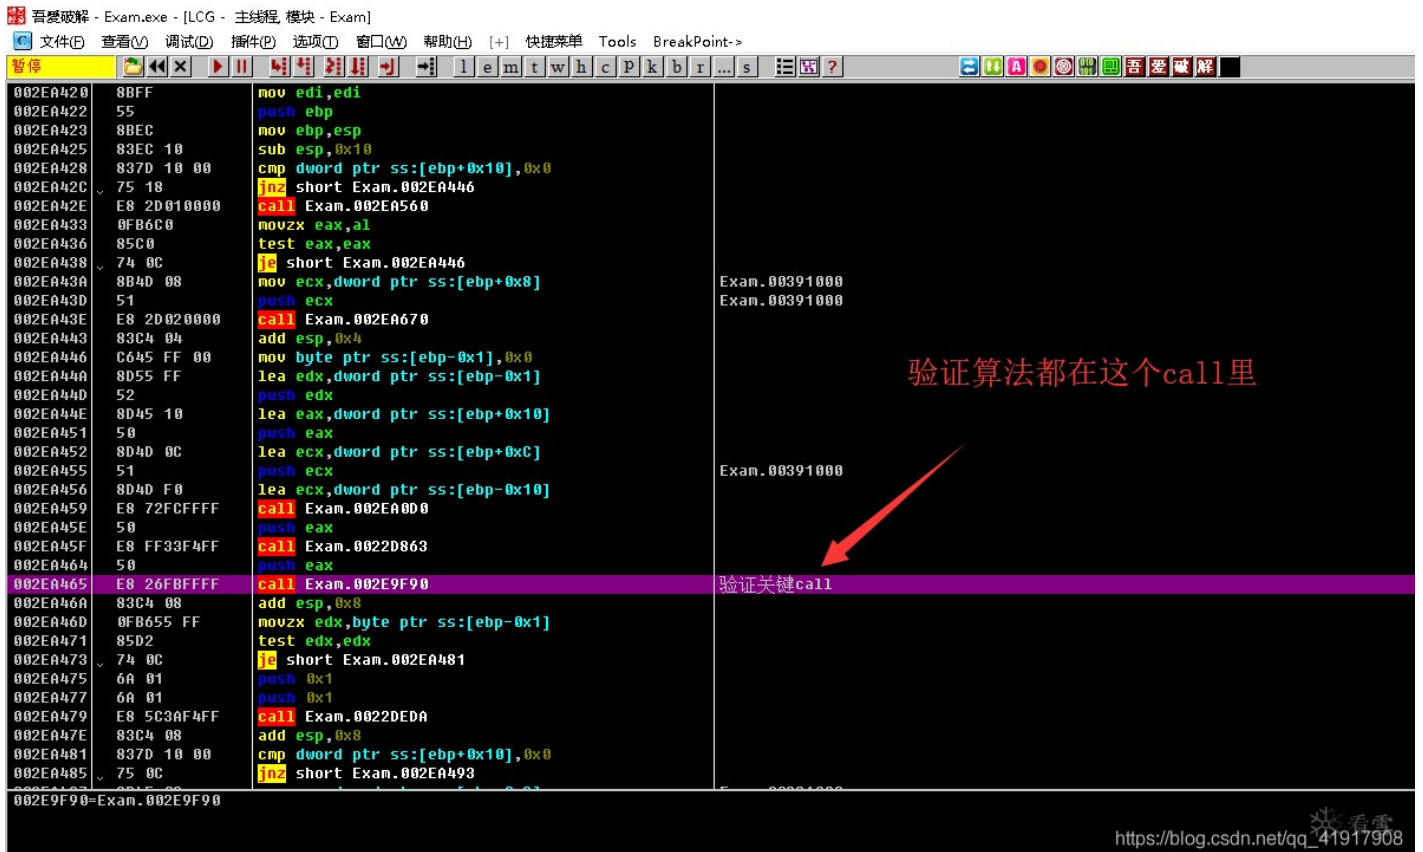 吾愛破解 - Exam.exe - [LCG - 主线程, 模块 - Exam]
文件(F) 查看(V) 调试(D) 插件(P) 选项(T) 窗口(W) 帮助(H) [+] 快捷菜单 Tools BreakPoint->
暂停 l e m t w h c P k b r ... s ? A 吾 爱 破 解
002EA420 8BFF mov edi,edi
002EA422 55 push ebp
002EA423 8BEC mov ebp,esp
002EA425 83EC 10 sub esp,0x10
002EA428 837D 10 00 cmp dword ptr ss:[ebp+0x10],0x0
002EA42C 75 18 jnz short Exam.002EA446
002EA42E E8 2D010000 call Exam.002EA560
002EA433 0FB6C0 movzx eax,al
002EA436 85C0 test eax,eax
002EA438 74 0C je short Exam.002EA446
002EA43A 8B4D 08 mov ecx,dword ptr ss:[ebp+0x8] Exam.00391000
002EA43D 51 push ecx Exam.00391000
002EA43E E8 2D020000 call Exam.002EA670
002EA443 83C4 04 add esp,0x4
002EA446 C645 FF 00 mov byte ptr ss:[ebp-0x1],0x0
002EA44A 8D55 FF lea edx,dword ptr ss:[ebp-0x1]
验证算法都在这个call里
002EA44D 52 push edx
002EA44E 8D45 10 lea eax,dword ptr ss:[ebp+0x10]
002EA451 50 push eax
002EA452 8D4D 0C lea ecx,dword ptr ss:[ebp+0xC]
002EA455 51 push ecx Exam.00391000
002EA456 8D4D F0 lea ecx,dword ptr ss:[ebp-0x10]
002EA459 E8 72FCFFFF call Exam.002EA0D0
002EA45E 50 push eax
002EA45F E8 FF33F4FF call Exam.0022D863
002EA464 50 push eax
002EA465 E8 26FBFFFF call Exam.002E9F90 验证关键call
002EA46A 83C4 08 add esp,0x8
002EA46D 0FB655 FF movzx edx,byte ptr ss:[ebp-0x1]
002EA471 85D2 test edx,edx
002EA473 74 0C je short Exam.002EA481
002EA475 6A 01 push 0x1
002EA477 6A 01 push 0x1
002EA479 E8 5C3AF4FF call Exam.0022DEDA
002EA47E 83C4 08 add esp,0x8
002EA481 837D 10 00 cmp dword ptr ss:[ebp+0x10],0x0
002EA485 75 0C jnz short Exam.002EA493
002E9F90=Exam.002E9F90
看雪
https://blog.csdn.net/qq_41917908